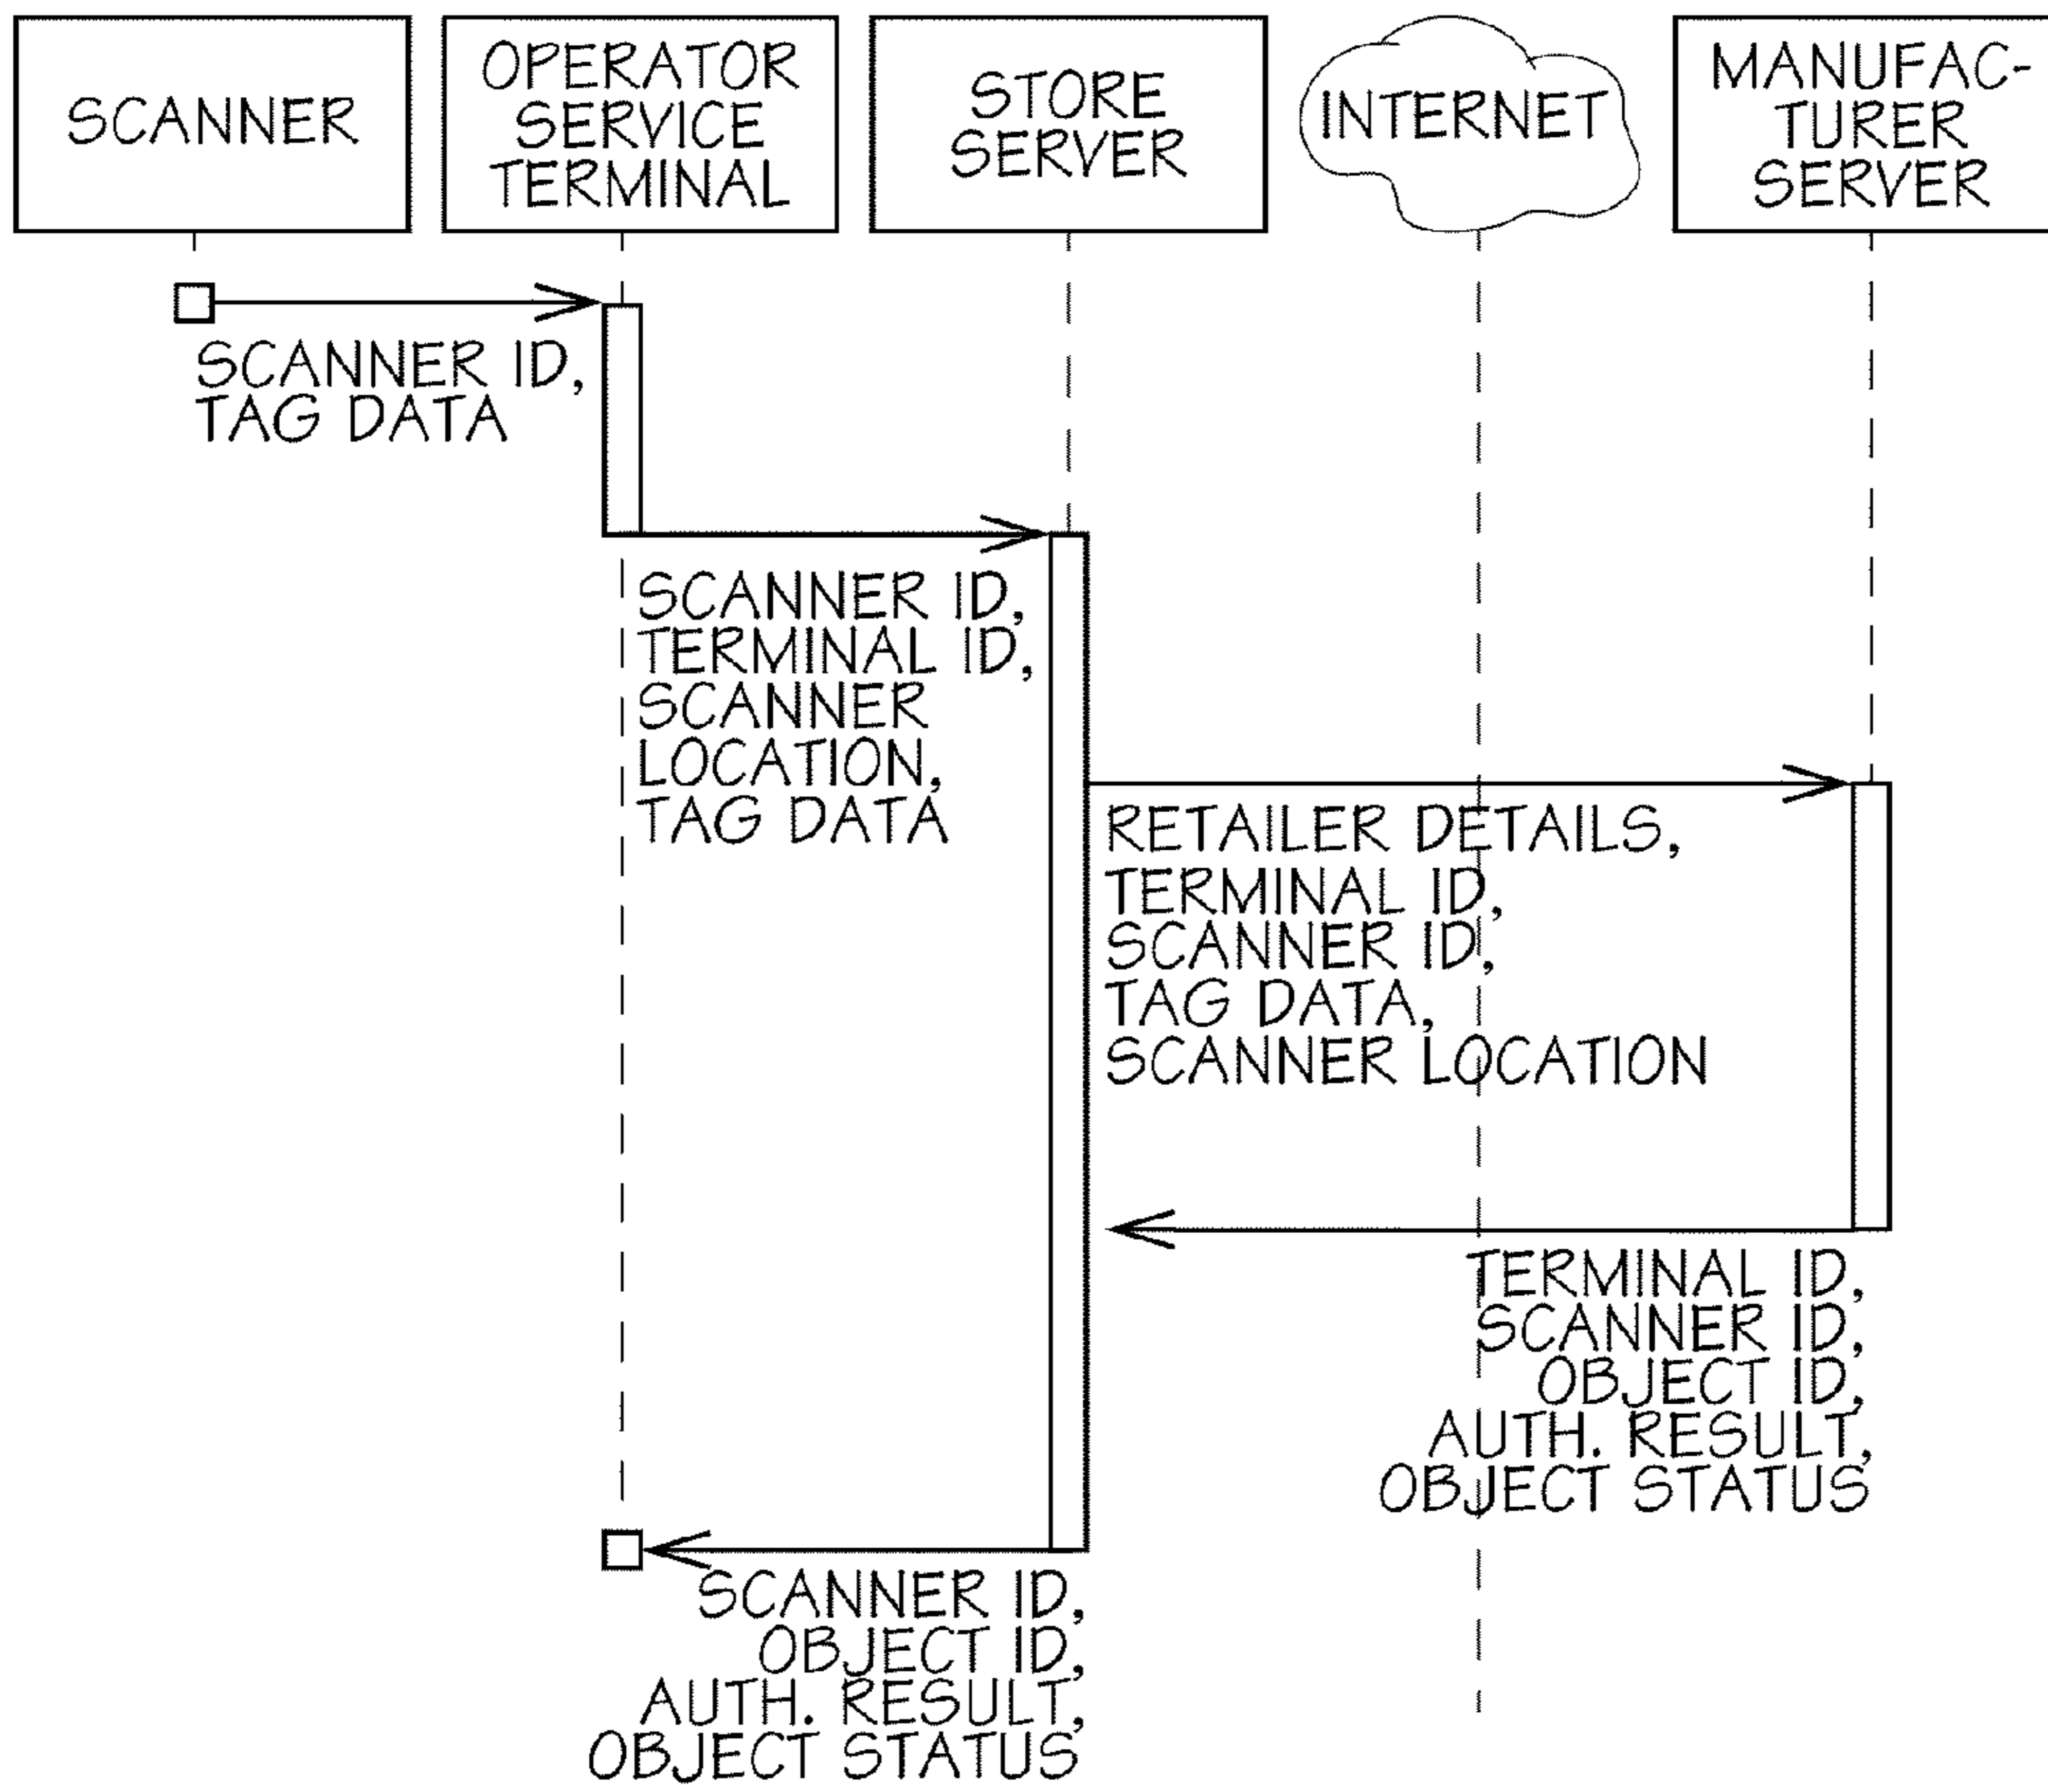 SCANNER
OPERATOR
SERVICE
TERMINAL
STORE
SERVER
INTERNET
MANUFAC-
TURER
SERVER
SCANNER ID,
TAG DATA
SCANNER ID,
TERMINAL ID,
SCANNER
LOCATION,
TAG DATA
RETAILER DETAILS,
TERMINAL ID,
SCANNER ID,
TAG DATA,
SCANNER LOCATION
TERMINAL ID,
SCANNER ID,
OBJECT ID,
AUTH. RESULT,
OBJECT STATUS
SCANNER ID,
OBJECT ID,
AUTH. RESULT,
OBJECT STATUS